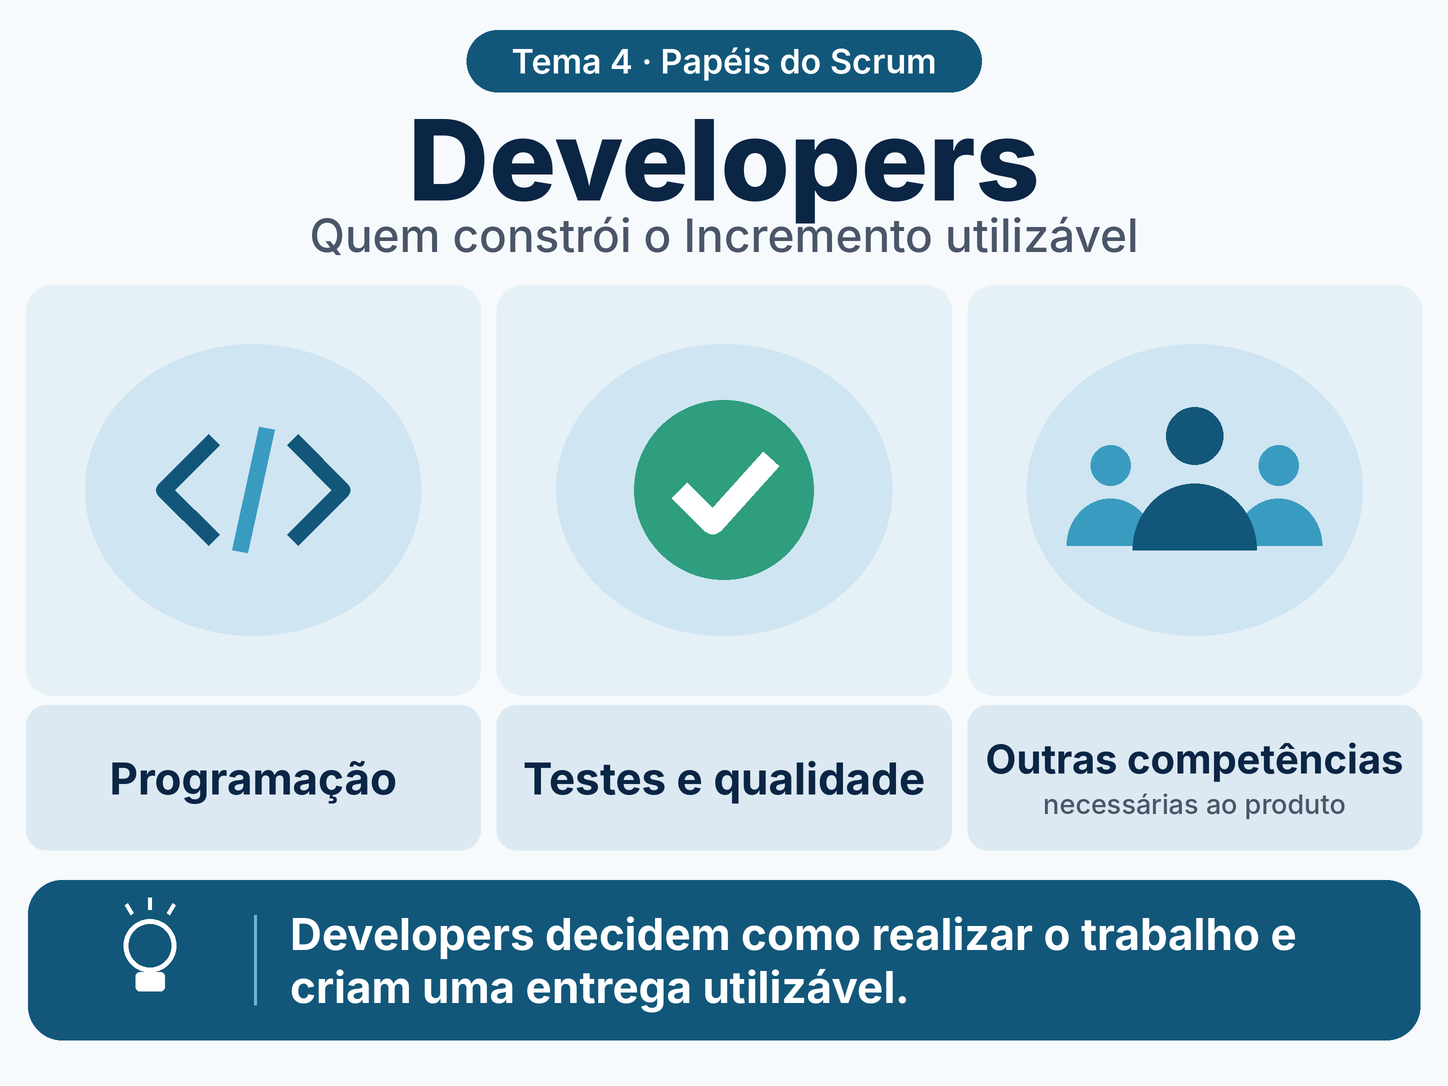 Tema 4 · Papéis do Scrum
Developers
Quem constrói o Incremento utilizável
Programação
Testes e qualidade
Outras competências
necessárias ao produto
Developers decidem como realizar o trabalho e
criam uma entrega utilizável.